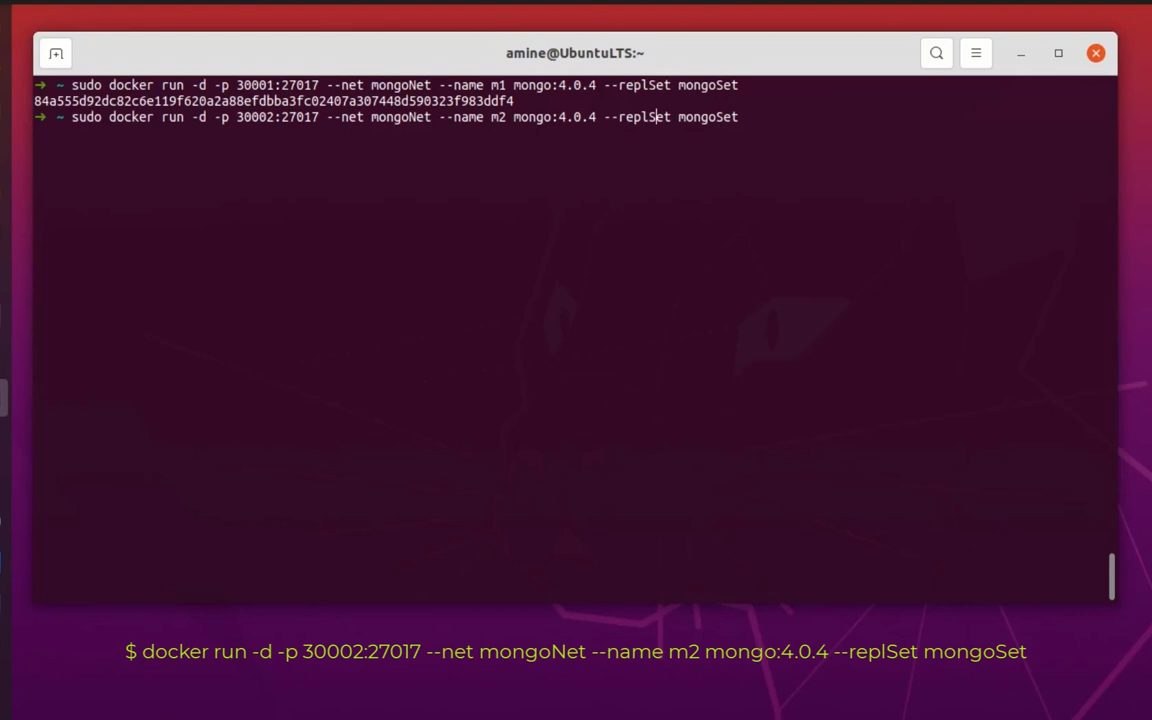 amine@UbuntuLTS:~
➜ ~ sudo docker run -d -p 30001:27017 --net mongoNet --name m1 mongo:4.0.4 --replSet mongoSet
84a555d92dc82c6e119f620a2a88efdbba3fc02407a307448d590323f983ddf4
➜ ~ sudo docker run -d -p 30002:27017 --net mongoNet --name m2 mongo:4.0.4 --replSet mongoSet
$ docker run -d -p 30002:27017 --net mongoNet --name m2 mongo:4.0.4 --replSet mongoSet